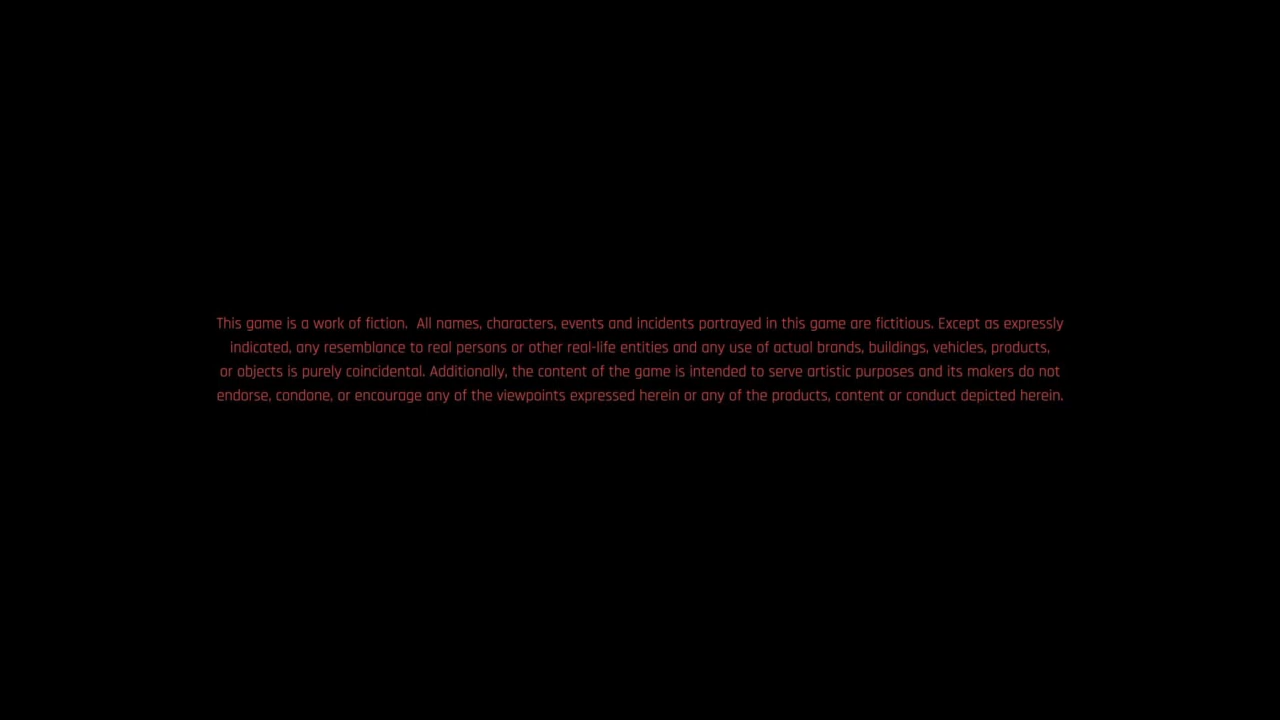 This game is a work of fiction.  All names, characters, events and incidents portrayed in this game are fictitious. Except as expressly
indicated, any resemblance to real persons or other real-life entities and any use of actual brands, buildings, vehicles, products,
or objects is purely coincidental. Additionally, the content of the game is intended to serve artistic purposes and its makers do not
endorse, condone, or encourage any of the viewpoints expressed herein or any of the products, content or conduct depicted herein.